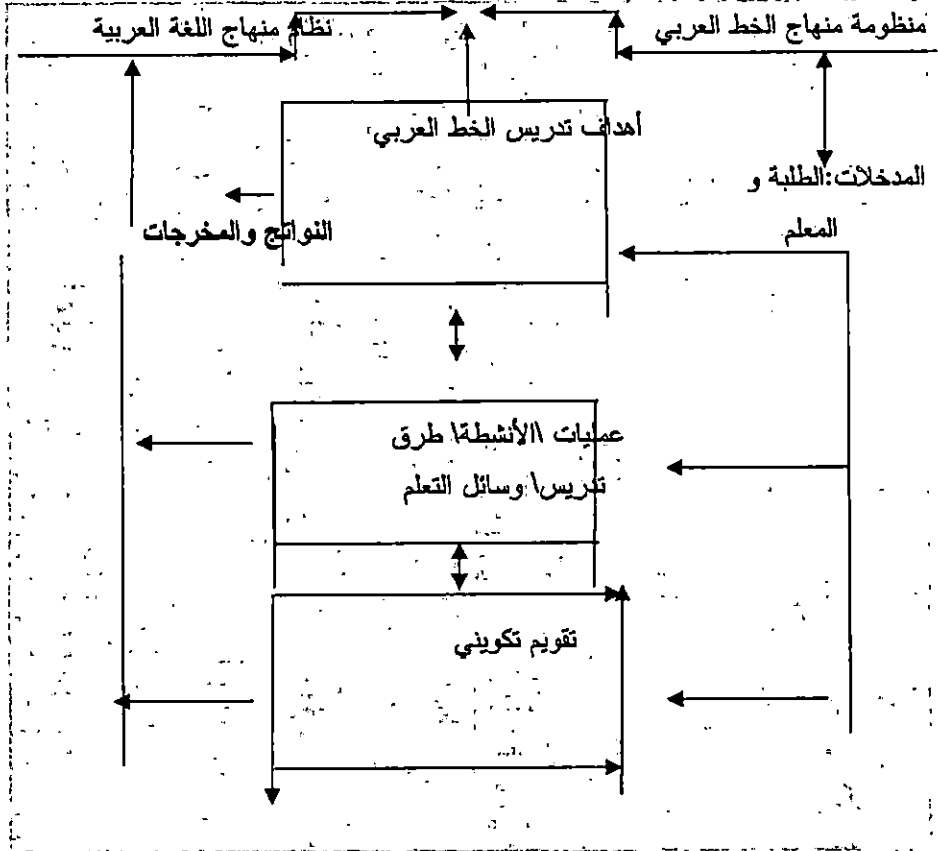 منظومة منهاج الخط العربي
نظام منهاج اللغة العربية
أهداف تدريس الخط العربي
المدخلات:الطلبة و
المعلم
النواتج والمخرجات
عمليات \الأنشطة\ طرق
تدريس\ وسائل التعلم
تقويم تكويني